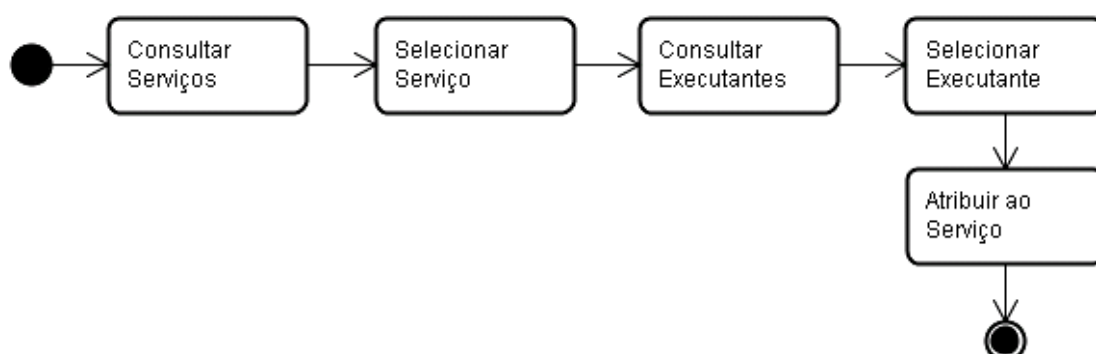 Consultar
Serviços
Selecionar
Serviço
Consultar
Executantes
Selecionar
Executante
Atribuir ao
Serviço